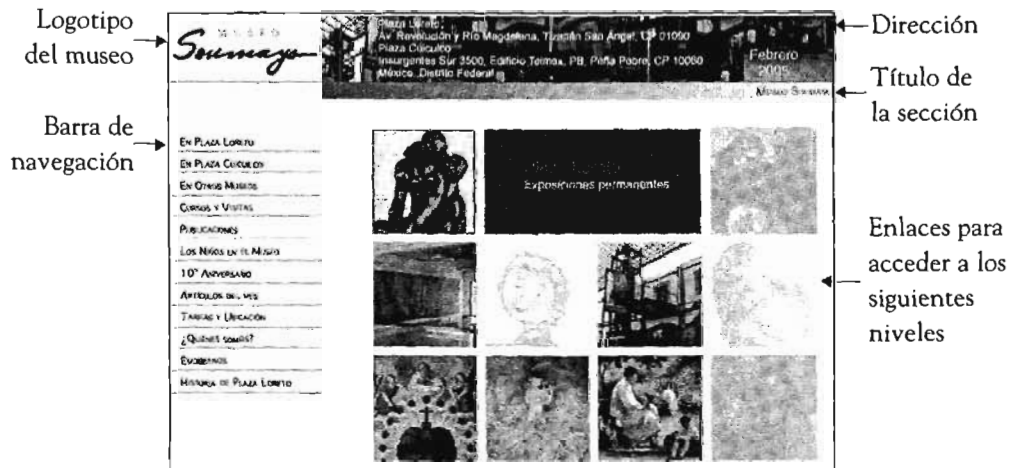 Logotipo
del museo
MUSEO
Soumaya
Plaza Loreto
Av. Revolución y Río Magdalena, Tizapán San Ángel, CP 01090
Plaza Cuicuilco
Insurgentes Sur 3500, Edificio Telmex, PB, Peña Pobre, CP 10060
México, Distrito Federal
Febrero
2005
Dirección
MUSEO SOUMAYA
Título de
la sección
Barra de
navegación
EN PLAZA LORETO
EN PLAZA CUICUILCO
EN OTROS MUSEOS
CURSOS Y VISITAS
PUBLICACIONES
LOS NIÑOS EN EL MUSEO
10° ANIVERSARIO
ARTÍCULOS DEL MES
TARIFAS Y UBICACIÓN
¿QUIÉNES SOMOS?
ESCRÍBENOS
HISTORIA DE PLAZA LORETO
Exposiciones permanentes
Enlaces para
acceder a los
siguientes
niveles